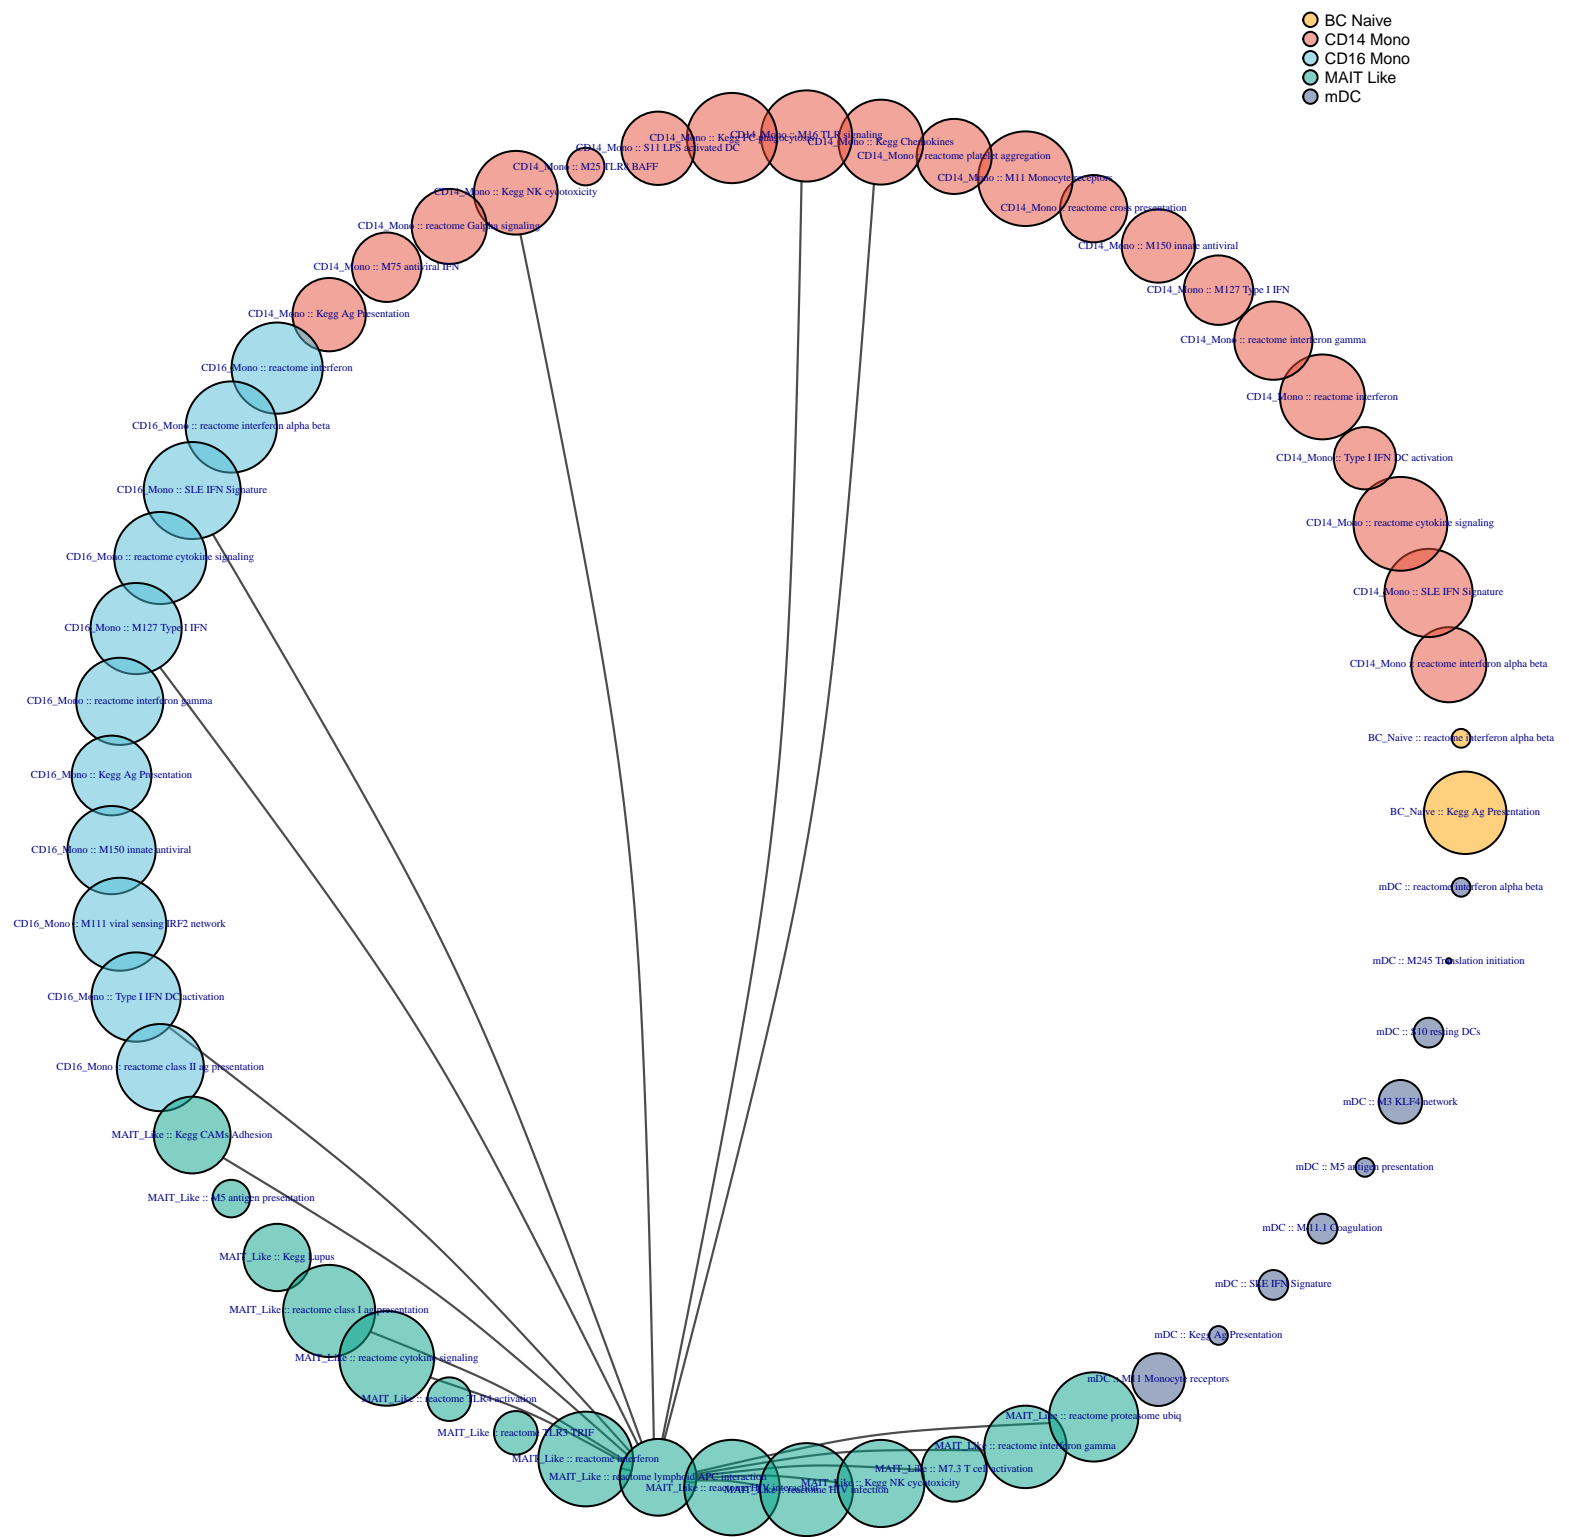 BC Naive
CD14 Mono
CD16 Mono
MAIT Like
mDC
CD14_Mono :: M16 TLR signaling
CD14_Mono :: Kegg FC phagocytosis
CD14_Mono :: Kegg Chemokines
CD14_Mono :: S11 LPS activated DC
CD14_Mono :: reactome platelet aggregation
CD14_Mono :: M25 TLR8 BAFF
CD14_Mono :: M11 Monocyte receptors
CD14_Mono :: Kegg NK cycotoxicity
CD14_Mono :: reactome cross presentation
CD14_Mono :: reactome Galpha signaling
CD14_Mono :: M150 innate antiviral
CD14_Mono :: M75 antiviral IFN
CD14_Mono :: M127 Type I IFN
CD14_Mono :: Kegg Ag Presentation
CD14_Mono :: reactome interferon gamma
CD16_Mono :: reactome interferon
CD14_Mono :: reactome interferon
CD16_Mono :: reactome interferon alpha beta
CD14_Mono :: Type I IFN DC activation
CD16_Mono :: SLE IFN Signature
CD14_Mono :: reactome cytokine signaling
CD16_Mono :: reactome cytokine signaling
CD14_Mono :: SLE IFN Signature
CD16_Mono :: M127 Type I IFN
CD14_Mono :: reactome interferon alpha beta
CD16_Mono :: reactome interferon gamma
BC_Naive :: reactome interferon alpha beta
CD16_Mono :: Kegg Ag Presentation
BC_Naive :: Kegg Ag Presentation
CD16_Mono :: M150 innate antiviral
mDC :: reactome interferon alpha beta
CD16_Mono :: M111 viral sensing IRF2 network
mDC :: M245 Translation initiation
CD16_Mono :: Type I IFN DC activation
mDC :: S10 resting DCs
CD16_Mono :: reactome class II ag presentation
mDC :: M3 KLF4 network
MAIT_Like :: Kegg CAMs Adhesion
mDC :: M5 antigen presentation
MAIT_Like :: M5 antigen presentation
mDC :: M-11.1 Coagulation
MAIT_Like :: Kegg Lupus
mDC :: SLE IFN Signature
MAIT_Like :: reactome class I ag presentation
mDC :: Kegg Ag Presentation
MAIT_Like :: reactome cytokine signaling
mDC :: M11 Monocyte receptors
MAIT_Like :: reactome TLR4 activation
MAIT_Like :: reactome proteasome ubiq
MAIT_Like :: reactome TLR3 TRIF
MAIT_Like :: reactome interferon gamma
MAIT_Like :: reactome interferon
MAIT_Like :: M7.3 T cell activation
MAIT_Like :: reactome lymphoid APC interaction
MAIT_Like :: Kegg NK cycotoxicity
MAIT_Like :: reactome HIV interaction
MAIT_Like :: reactome HIV infection